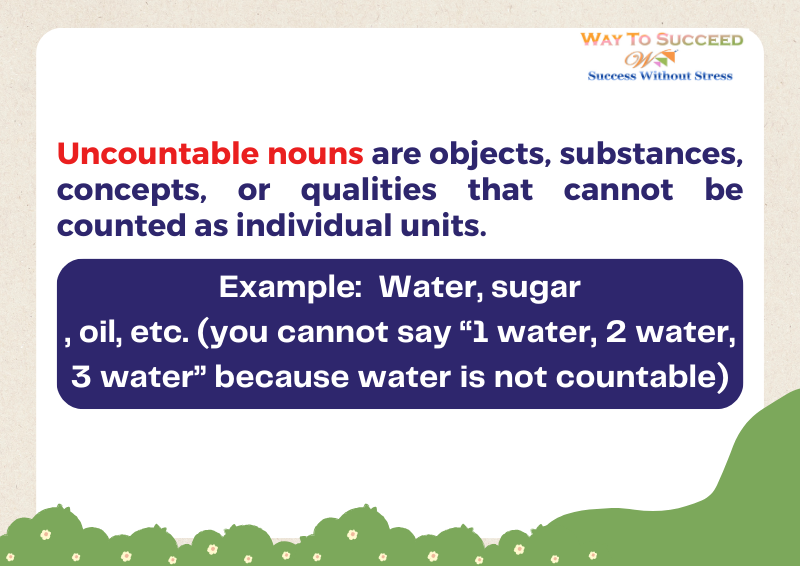 WAY TO SUCCEED
W
Success Without Stress
Uncountable nouns are objects, substances,
concepts, or qualities that cannot be
counted as individual units.
Example:  Water, sugar
, oil, etc. (you cannot say “1 water, 2 water,
3 water” because water is not countable)